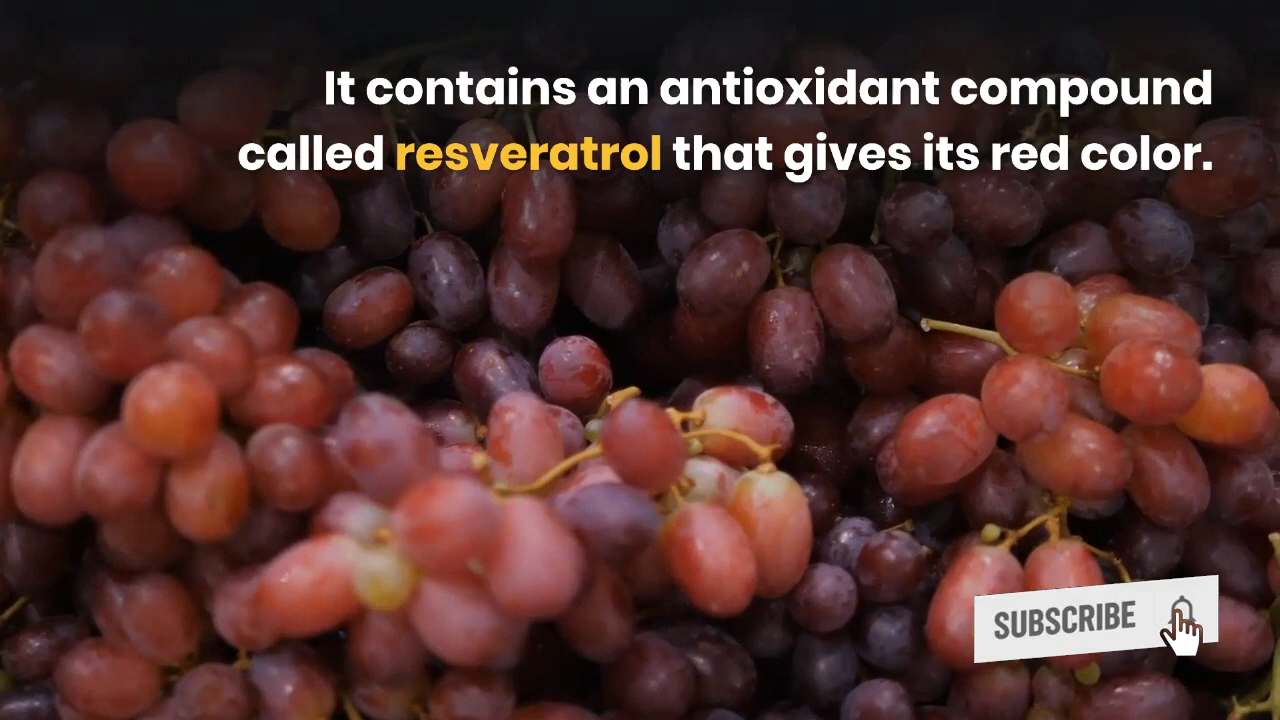 It contains an antioxidant compound
called resveratrol that gives its red color.
SUBSCRIBE